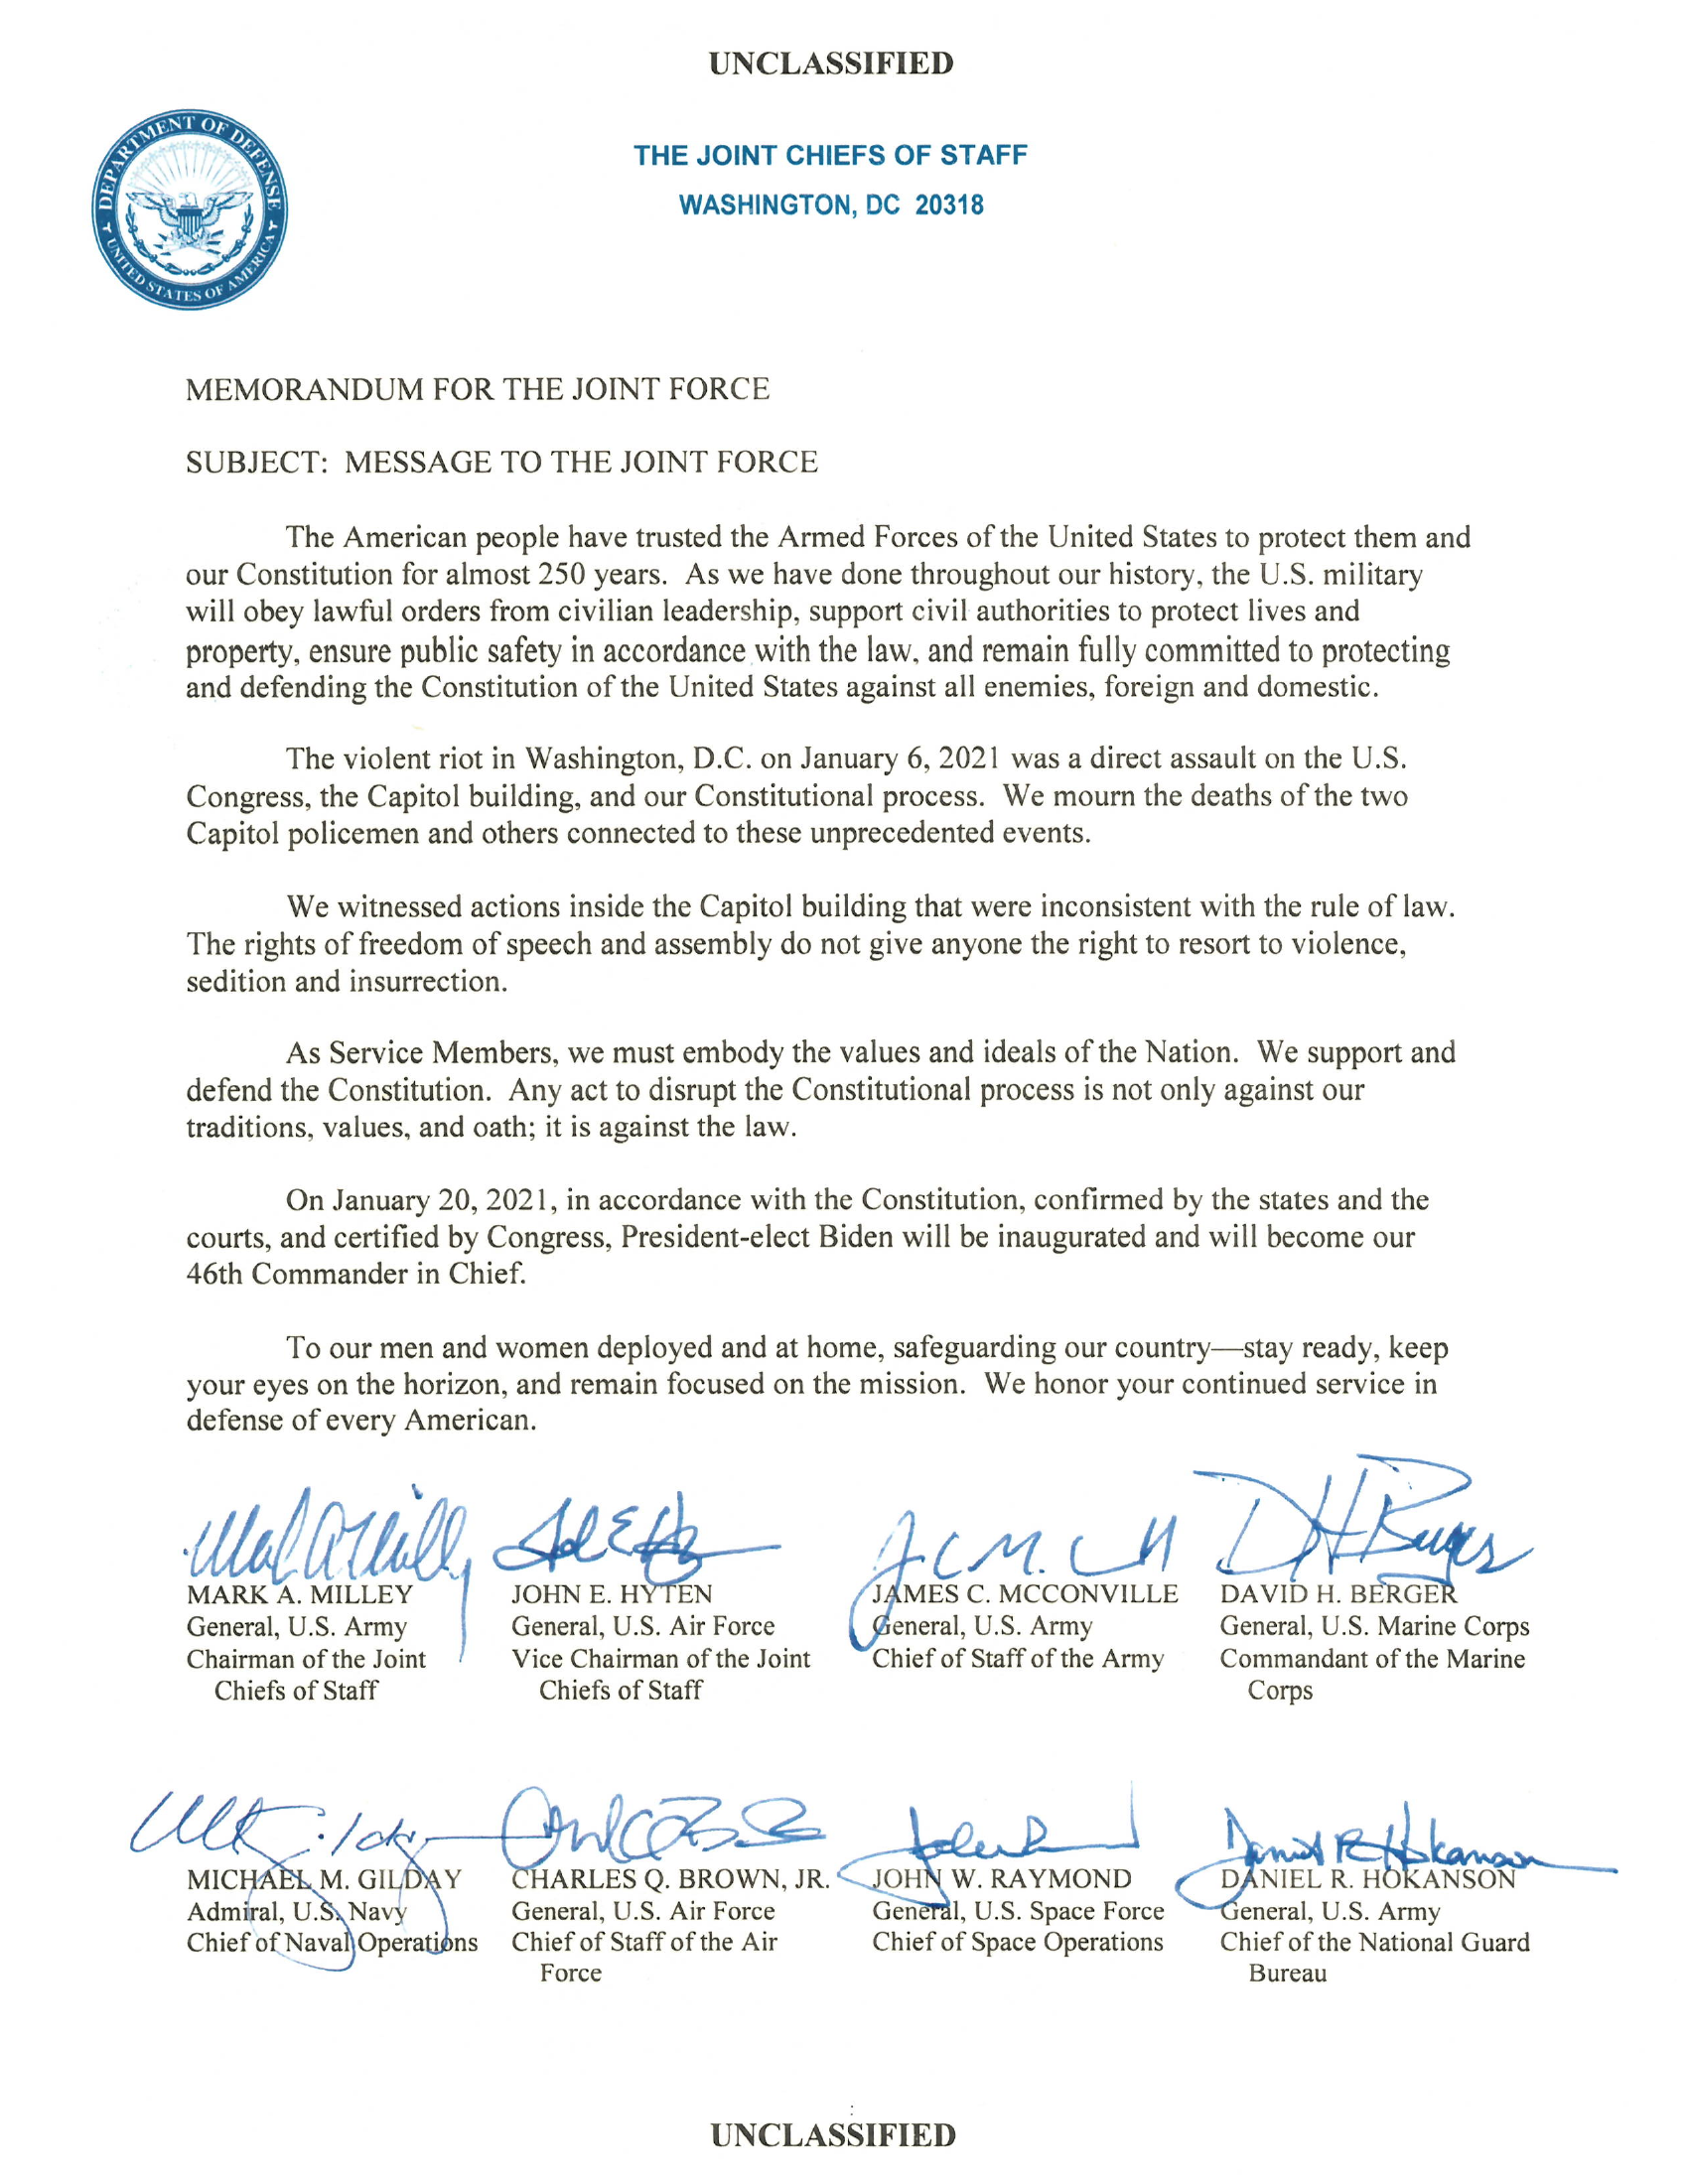 UNCLASSIFIED
DEPARTMENT OF DEFENSE
UNITED STATES OF AMERICA
THE JOINT CHIEFS OF STAFF
WASHINGTON, DC 20318
MEMORANDUM FOR THE JOINT FORCE
SUBJECT: MESSAGE TO THE JOINT FORCE
The American people have trusted the Armed Forces of the United States to protect them and
our Constitution for almost 250 years. As we have done throughout our history, the U.S. military
will obey lawful orders from civilian leadership, support civil authorities to protect lives and
property, ensure public safety in accordance with the law, and remain fully committed to protecting
and defending the Constitution of the United States against all enemies, foreign and domestic.
The violent riot in Washington, D.C. on January 6, 2021 was a direct assault on the U.S.
Congress, the Capitol building, and our Constitutional process. We mourn the deaths of the two
Capitol policemen and others connected to these unprecedented events.
We witnessed actions inside the Capitol building that were inconsistent with the rule of law.
The rights of freedom of speech and assembly do not give anyone the right to resort to violence,
sedition and insurrection.
As Service Members, we must embody the values and ideals of the Nation. We support and
defend the Constitution. Any act to disrupt the Constitutional process is not only against our
traditions, values, and oath; it is against the law.
On January 20, 2021, in accordance with the Constitution, confirmed by the states and the
courts, and certified by Congress, President-elect Biden will be inaugurated and will become our
46th Commander in Chief.
To our men and women deployed and at home, safeguarding our country—stay ready, keep
your eyes on the horizon, and remain focused on the mission. We honor your continued service in
defense of every American.
MARK A. MILLEY
General, U.S. Army
Chairman of the Joint
Chiefs of Staff
JOHN E. HYTEN
General, U.S. Air Force
Vice Chairman of the Joint
Chiefs of Staff
JAMES C. MCCONVILLE
General, U.S. Army
Chief of Staff of the Army
DAVID H. BERGER
General, U.S. Marine Corps
Commandant of the Marine
Corps
MICHAEL M. GILDAY
Admiral, U.S. Navy
Chief of Naval Operations
CHARLES Q. BROWN, JR.
General, U.S. Air Force
Chief of Staff of the Air
Force
JOHN W. RAYMOND
General, U.S. Space Force
Chief of Space Operations
Daniel R Hokanson
DANIEL R. HOKANSON
General, U.S. Army
Chief of the National Guard
Bureau
UNCLASSIFIED